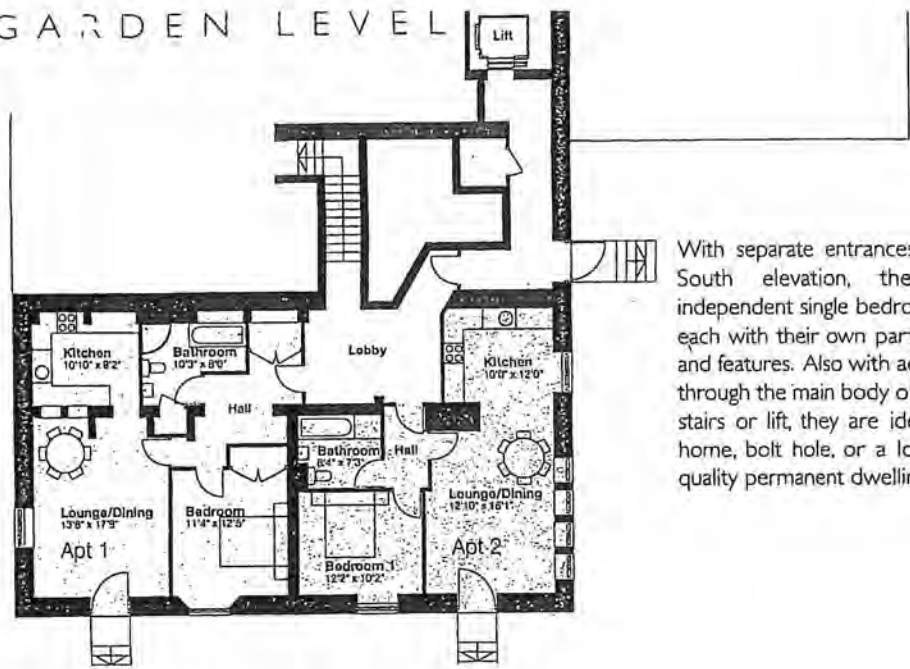 GARDEN LEVEL
Lift
With separate entrances
South elevation, the
independent single bedro
each with their own par
and features. Also with a
through the main body o
stairs or lift, they are id
home, bolt hole, or a lo
quality permanent dwellin
Kitchen
10'10" x 8'2"
Bathroom
10'3" x 8'0"
Lobby
Kitchen
10'0" x 12'0"
Hall
Bathroom
8'4" x 7'3"
Hall
Lounge/Dining
13'8" x 17'9"
Apt 1
Bedroom
11'4" x 12'5"
Bedroom 1
12'2" x 10'2"
Lounge/Dining
12'10" x 16'1"
Apt 2